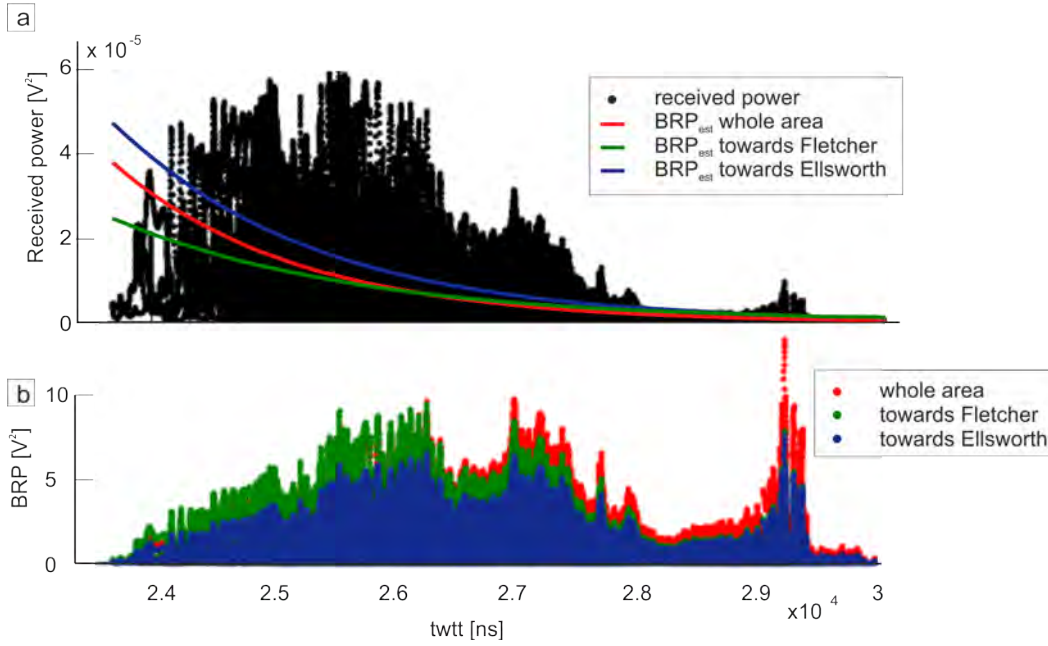 a
x 10⁻⁵
6
4
2
0
Received power [V²]
received power
BRP_est whole area
BRP_est towards Fletcher
BRP_est towards Ellsworth
b
10
5
0
BRP [V²]
whole area
towards Fletcher
towards Ellsworth
2.4 2.5 2.6 2.7 2.8 2.9 3
x10⁴
twtt [ns]